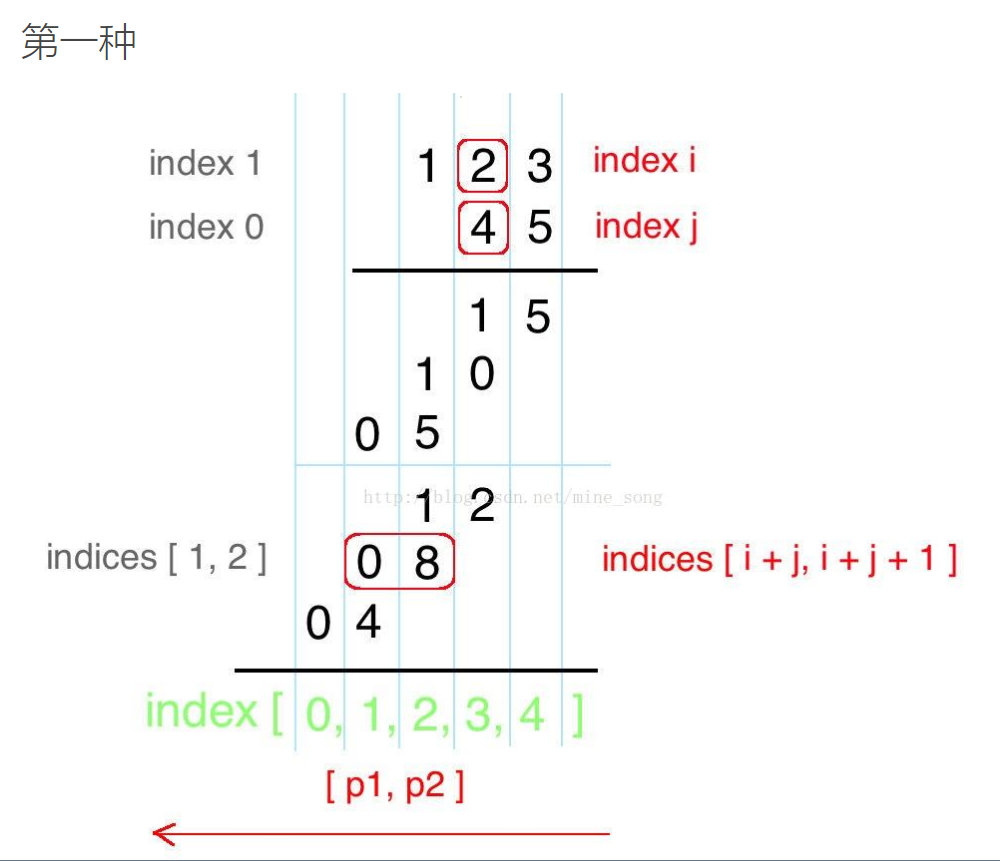 第一种
index 1 1 2 3 index i
index 0 4 5 index j
1 5
1 0
0 5
http://blog.csdn.net/mine_song
1 2
indices [ 1, 2 ] 0 8 indices [ i + j, i + j + 1 ]
0 4
index [ 0, 1, 2, 3, 4 ]
[ p1, p2 ]